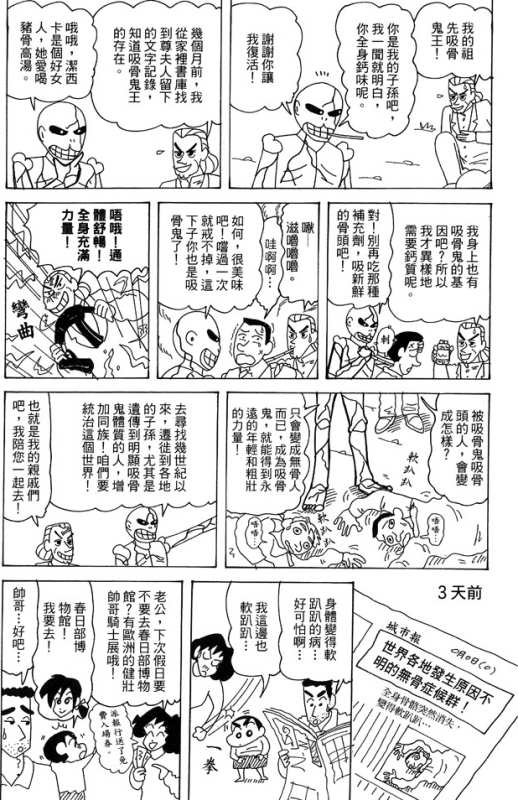 我的祖
先吸骨
鬼王！
你是我的子孫吧，
我一聞就明白，
你全身鈣味呢。
謝謝你讓
我復活！
幾個月前，我
從家裡書庫找
到尊夫人留下
的文字記錄，
知道吸骨鬼王
的存在。
哦哦，潔西
卡是個好女
人，她愛喝
豬骨高湯。
我身上也有
吸骨鬼的基
因吧？所以
我才異樣地
需要鈣質呢。
對！別再吃那種
補充劑，吸新鮮
的骨頭吧！
刺
啾——
滋嚕嚕嚕。
哇啊啊…
如何，很美味
吧！嚐過一次
就戒不掉，這
下子你也是吸
骨鬼了！
唔哦！通
體舒暢！
全身充滿
力量！
彎曲
被吸骨鬼吸骨
頭的人，會變
成怎樣？
只會變成無骨人
而已，成為吸骨
鬼，就能得到永
遠的年輕和粗壯
的力量！
軟趴趴
軟趴趴
唔唔…
唔唔…
去尋找幾世紀以
來，遷徙到各地
的子孫，尤其是
遺傳到明顯吸骨
鬼體質的人，增
加同族！咱們要
統治這個世界！
也就是我的親戚們
吧，我陪您一起去！
3天前
城市報
世界各地發生原因不
明的無骨症候群！
全身骨骼突然消失，
變得軟趴趴…
身體變得軟
趴趴的病…
好可怕啊…
我這邊也
軟趴趴…
一拳
老公，下次假日要
不要去春日部博物
館？有歐洲的健壯
帥哥騎士展哦！
派報行送了免
費入場券。
春日部博
物館！
我要去！
帥哥…好吧…